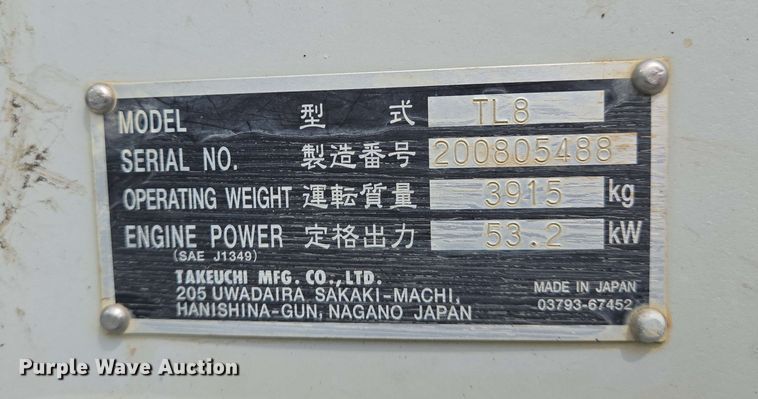 MODEL 型 式 TL8
SERIAL NO. 製造番号 200805488
OPERATING WEIGHT 運転質量 3915 kg
ENGINE POWER 定格出力 53.2 kW
(SAE J1349)
TAKEUCHI MFG. CO.,LTD.
205 UWADAIRA SAKAKI-MACHI,
HANISHINA-GUN, NAGANO JAPAN
MADE IN JAPAN
03793-67452
Purple Wave Auction